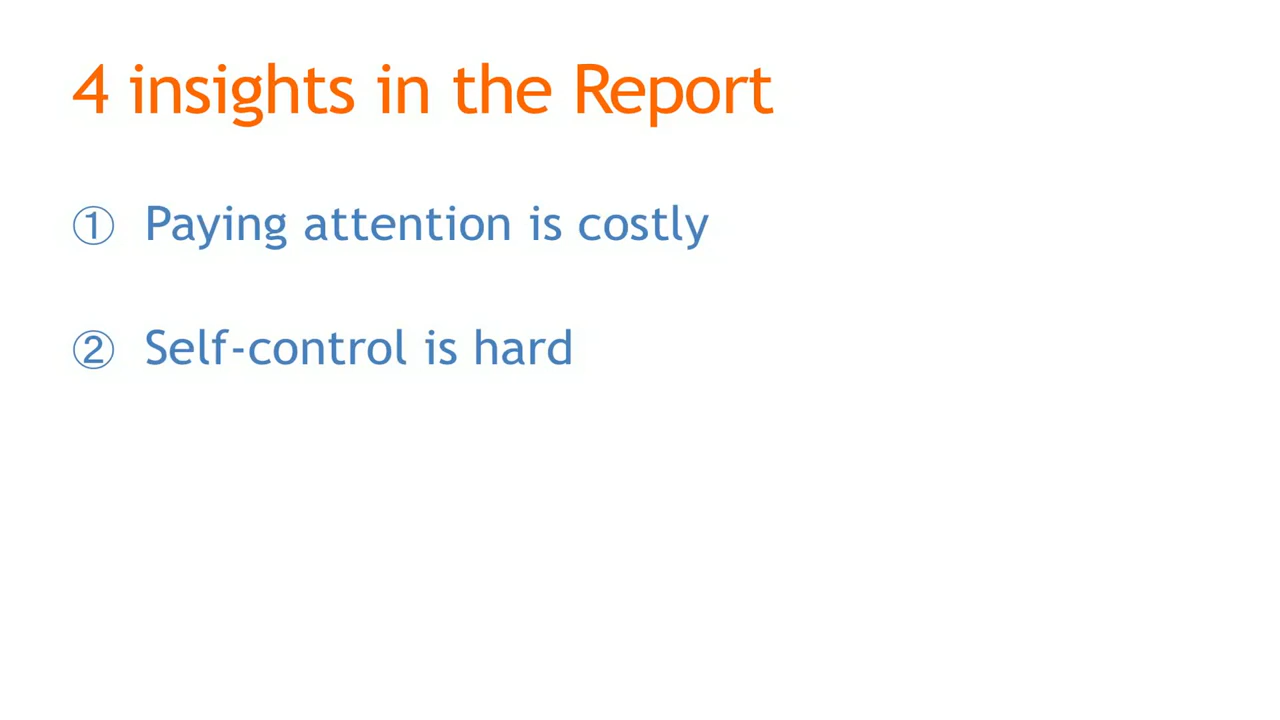 4 insights in the Report
① Paying attention is costly
② Self-control is hard